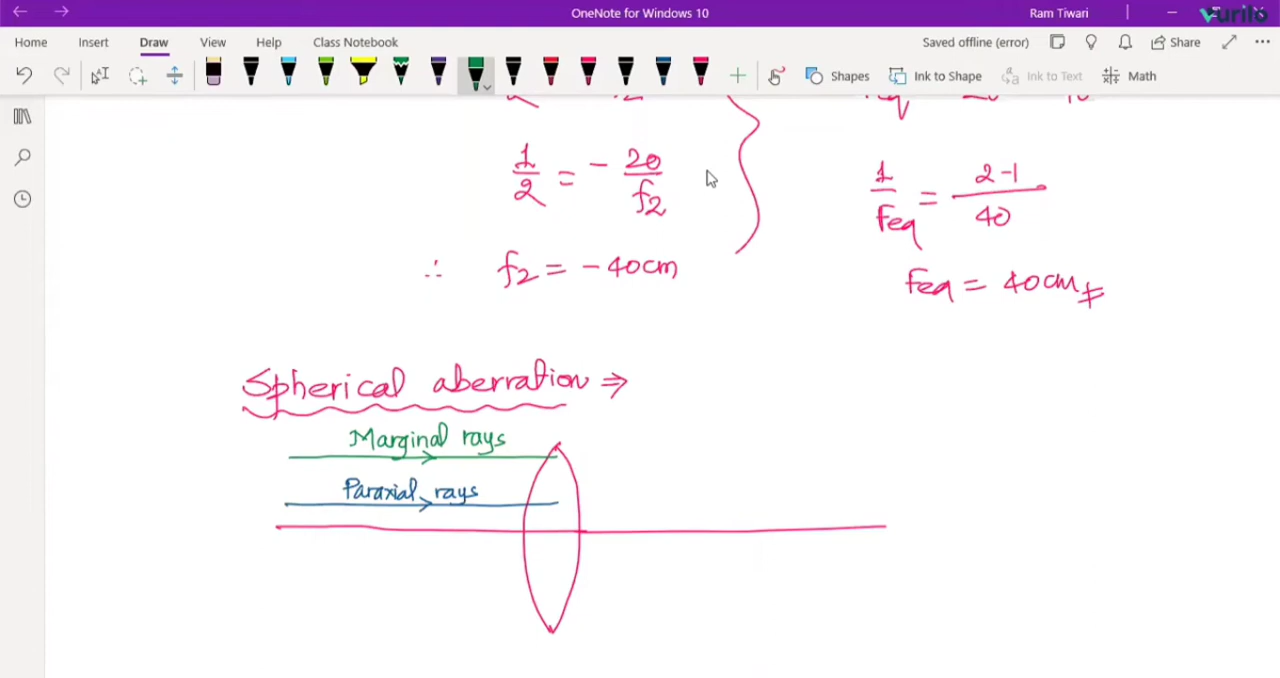 OneNote for Windows 10
Ram Tiwari
vurilo
Home Insert Draw View Help Class Notebook
Saved offline (error) Share
Shapes Ink to Shape Ink to Text Math
1/2 = - 20/f2
∴ f2 = - 40cm
1/Feq = 2-1/40
Feq = 40cm
Spherical aberration ⇒
Marginal rays
Paraxial rays